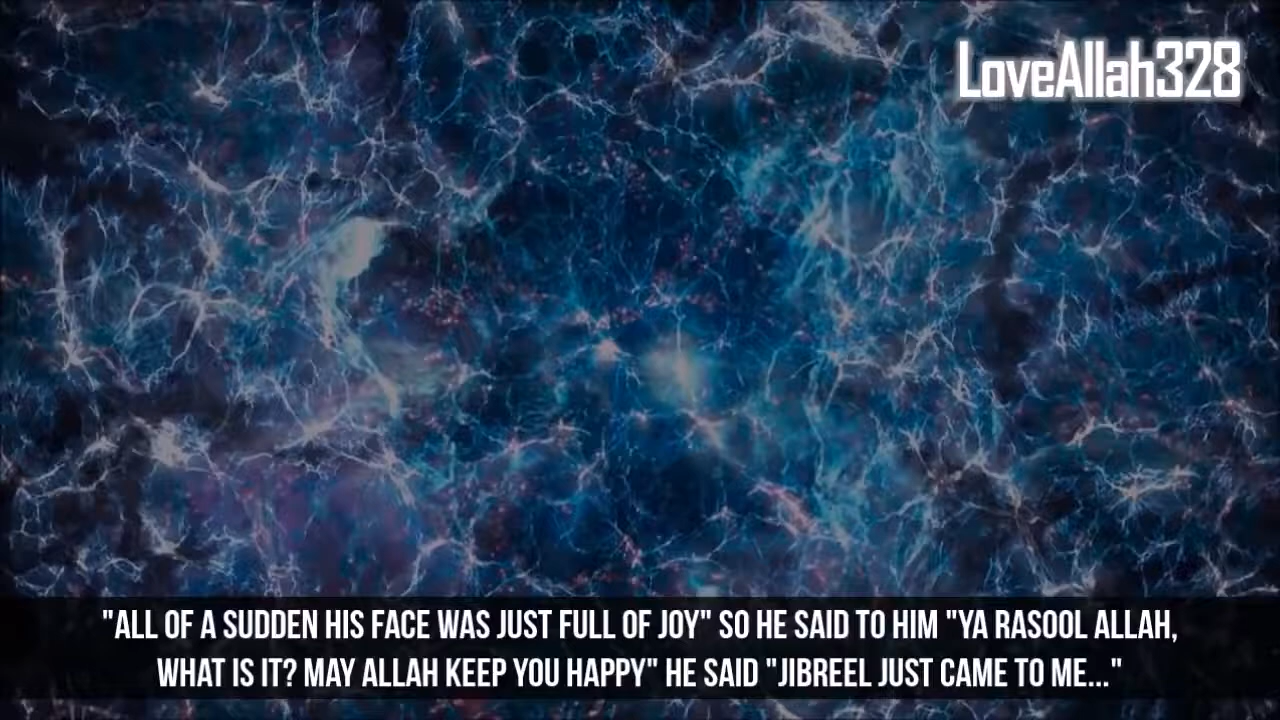 LoveAllah328
"ALL OF A SUDDEN HIS FACE WAS JUST FULL OF JOY" SO HE SAID TO HIM "YA RASOOL ALLAH,
WHAT IS IT? MAY ALLAH KEEP YOU HAPPY" HE SAID "JIBREEL JUST CAME TO ME..."